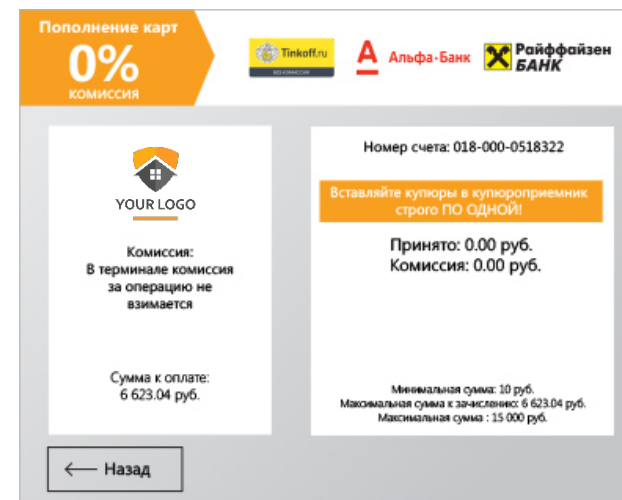 Пополнение карт
0%
комиссия
Tinkoff.ru
БЕЗ КОМИССИИ
А Альфа-Банк
Райффайзен
БАНК
YOUR LOGO
Комиссия:
В терминале комиссия
за операцию не
взимается
Сумма к оплате:
6 623.04 руб.
Номер счета: 018-000-0518322
Вставляйте купюры в купюроприемник
строго ПО ОДНОЙ!
Принято: 0.00 руб.
Комиссия: 0.00 руб.
Минимальная сумма: 10 руб.
Максимальная сумма к зачислению: 6 623.04 руб.
Максимальная сумма : 15 000 руб.
Назад